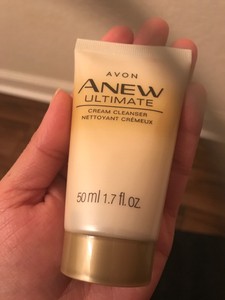 AVON
ANEW
ULTIMATE
CREAM CLEANSER
NETTOYANT CRÉMEUX
50 ml 1.7 fl. oz.